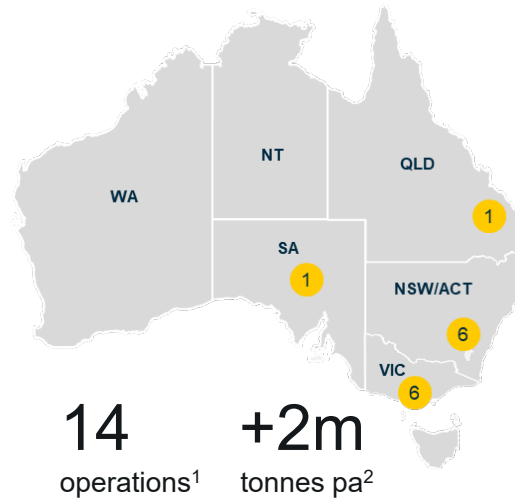 NT
QLD
WA
1
SA
1
NSW/ACT
6
VIC
6
14 +2m
operations¹ tonnes pa²